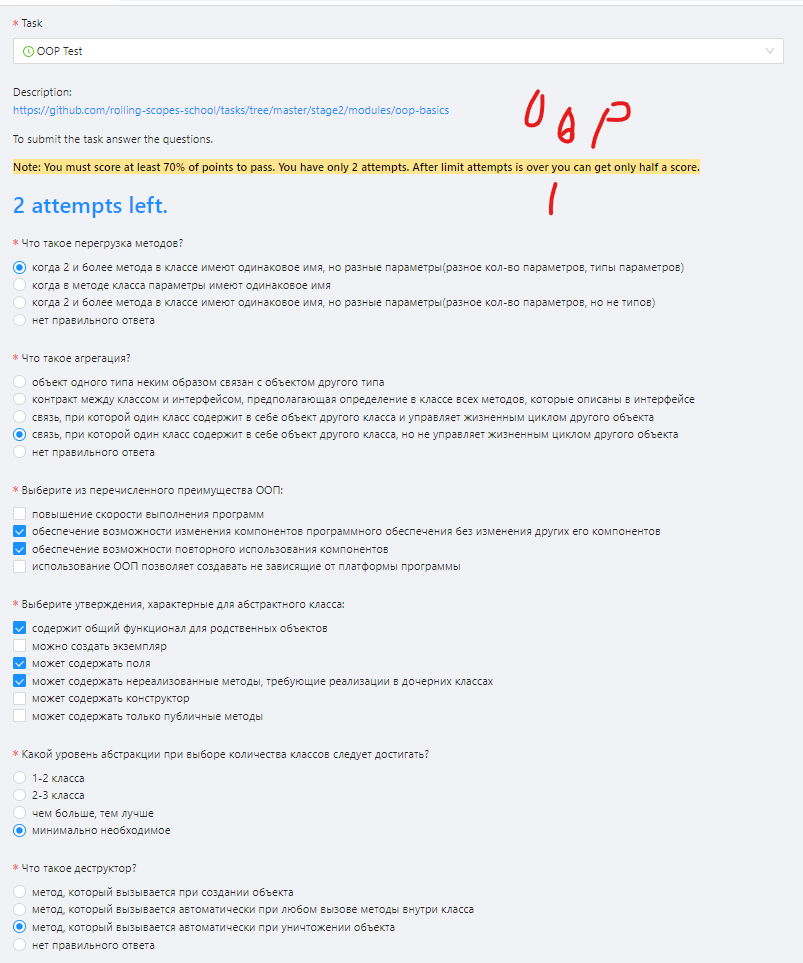 * Task
OOP Test
Description:
https://github.com/rolling-scopes-school/tasks/tree/master/stage2/modules/oop-basics
OOP
To submit the task answer the questions.
Note: You must score at least 70% of points to pass. You have only 2 attempts. After limit attempts is over you can get only half a score.
1
2 attempts left.
* Что такое перегрузка методов?
когда 2 и более метода в классе имеют одинаковое имя, но разные параметры(разное кол-во параметров, типы параметров)
когда в методе класса параметры имеют одинаковое имя
когда 2 и более метода в классе имеют одинаковое имя, но разные параметры(разное кол-во параметров, но не типов)
нет правильного ответа
* Что такое агрегация?
объект одного типа неким образом связан с объектом другого типа
контракт между классом и интерфейсом, предполагающая определение в классе всех методов, которые описаны в интерфейсе
связь, при которой один класс содержит в себе объект другого класса и управляет жизненным циклом другого объекта
связь, при которой один класс содержит в себе объект другого класса, но не управляет жизненным циклом другого объекта
нет правильного ответа
* Выберите из перечисленного преимущества ООП:
повышение скорости выполнения программ
обеспечение возможности изменения компонентов программного обеспечения без изменения других его компонентов
обеспечение возможности повторного использования компонентов
использование ООП позволяет создавать не зависящие от платформы программы
* Выберите утверждения, характерные для абстрактного класса:
содержит общий функционал для родственных объектов
можно создать экземпляр
может содержать поля
может содержать нереализованные методы, требующие реализации в дочерних классах
может содержать конструктор
может содержать только публичные методы
* Какой уровень абстракции при выборе количества классов следует достигать?
1-2 класса
2-3 класса
чем больше, тем лучше
минимально необходимое
* Что такое деструктор?
метод, который вызывается при создании объекта
метод, который вызывается автоматически при любом вызове методы внутри класса
метод, который вызывается автоматически при уничтожении объекта
нет правильного ответа